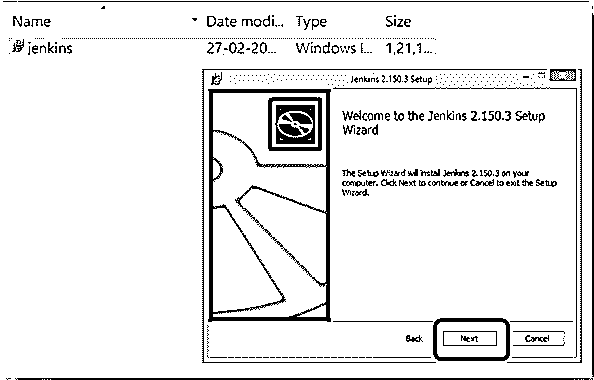 Name Date modi... Type Size
jenkins 27-02-20... Windows I... 1,21,1...
Jenkins 2.150.3 Setup
Welcome to the Jenkins 2.150.3 Setup
Wizard
The Setup Wizard will install Jenkins 2.150.3 on your
computer. Click Next to continue or Cancel to exit the Setup
Wizard.
Back Next Cancel